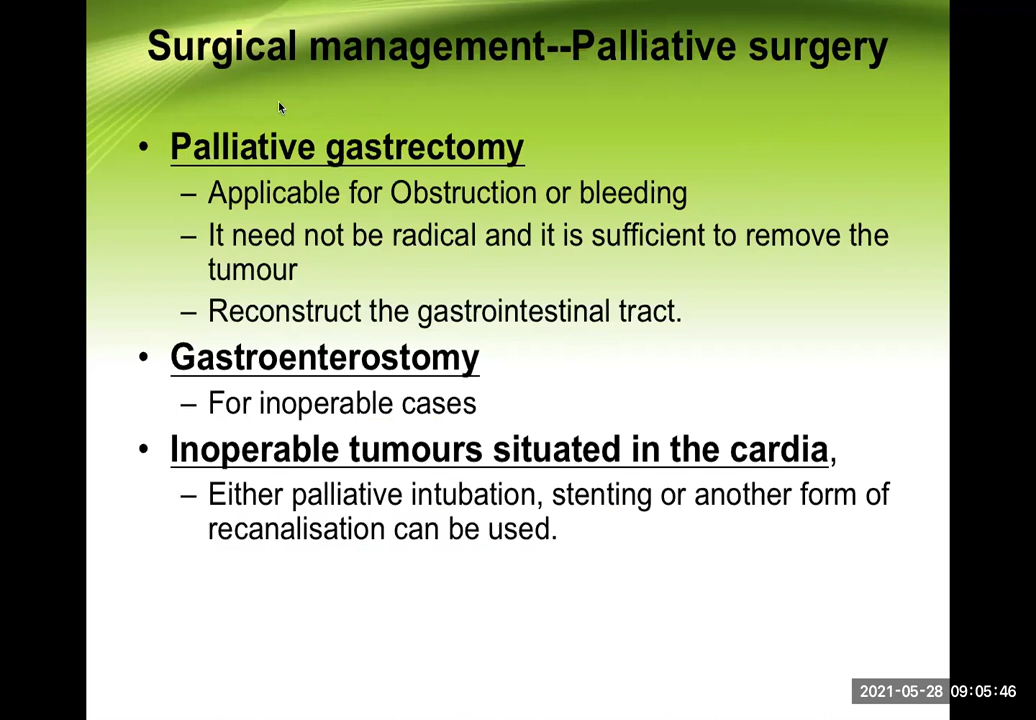 Surgical management--Palliative surgery
• Palliative gastrectomy
– Applicable for Obstruction or bleeding
– It need not be radical and it is sufficient to remove the
tumour
– Reconstruct the gastrointestinal tract.
• Gastroenterostomy
– For inoperable cases
• Inoperable tumours situated in the cardia,
– Either palliative intubation, stenting or another form of
recanalisation can be used.
2021-05-28 09:05:46